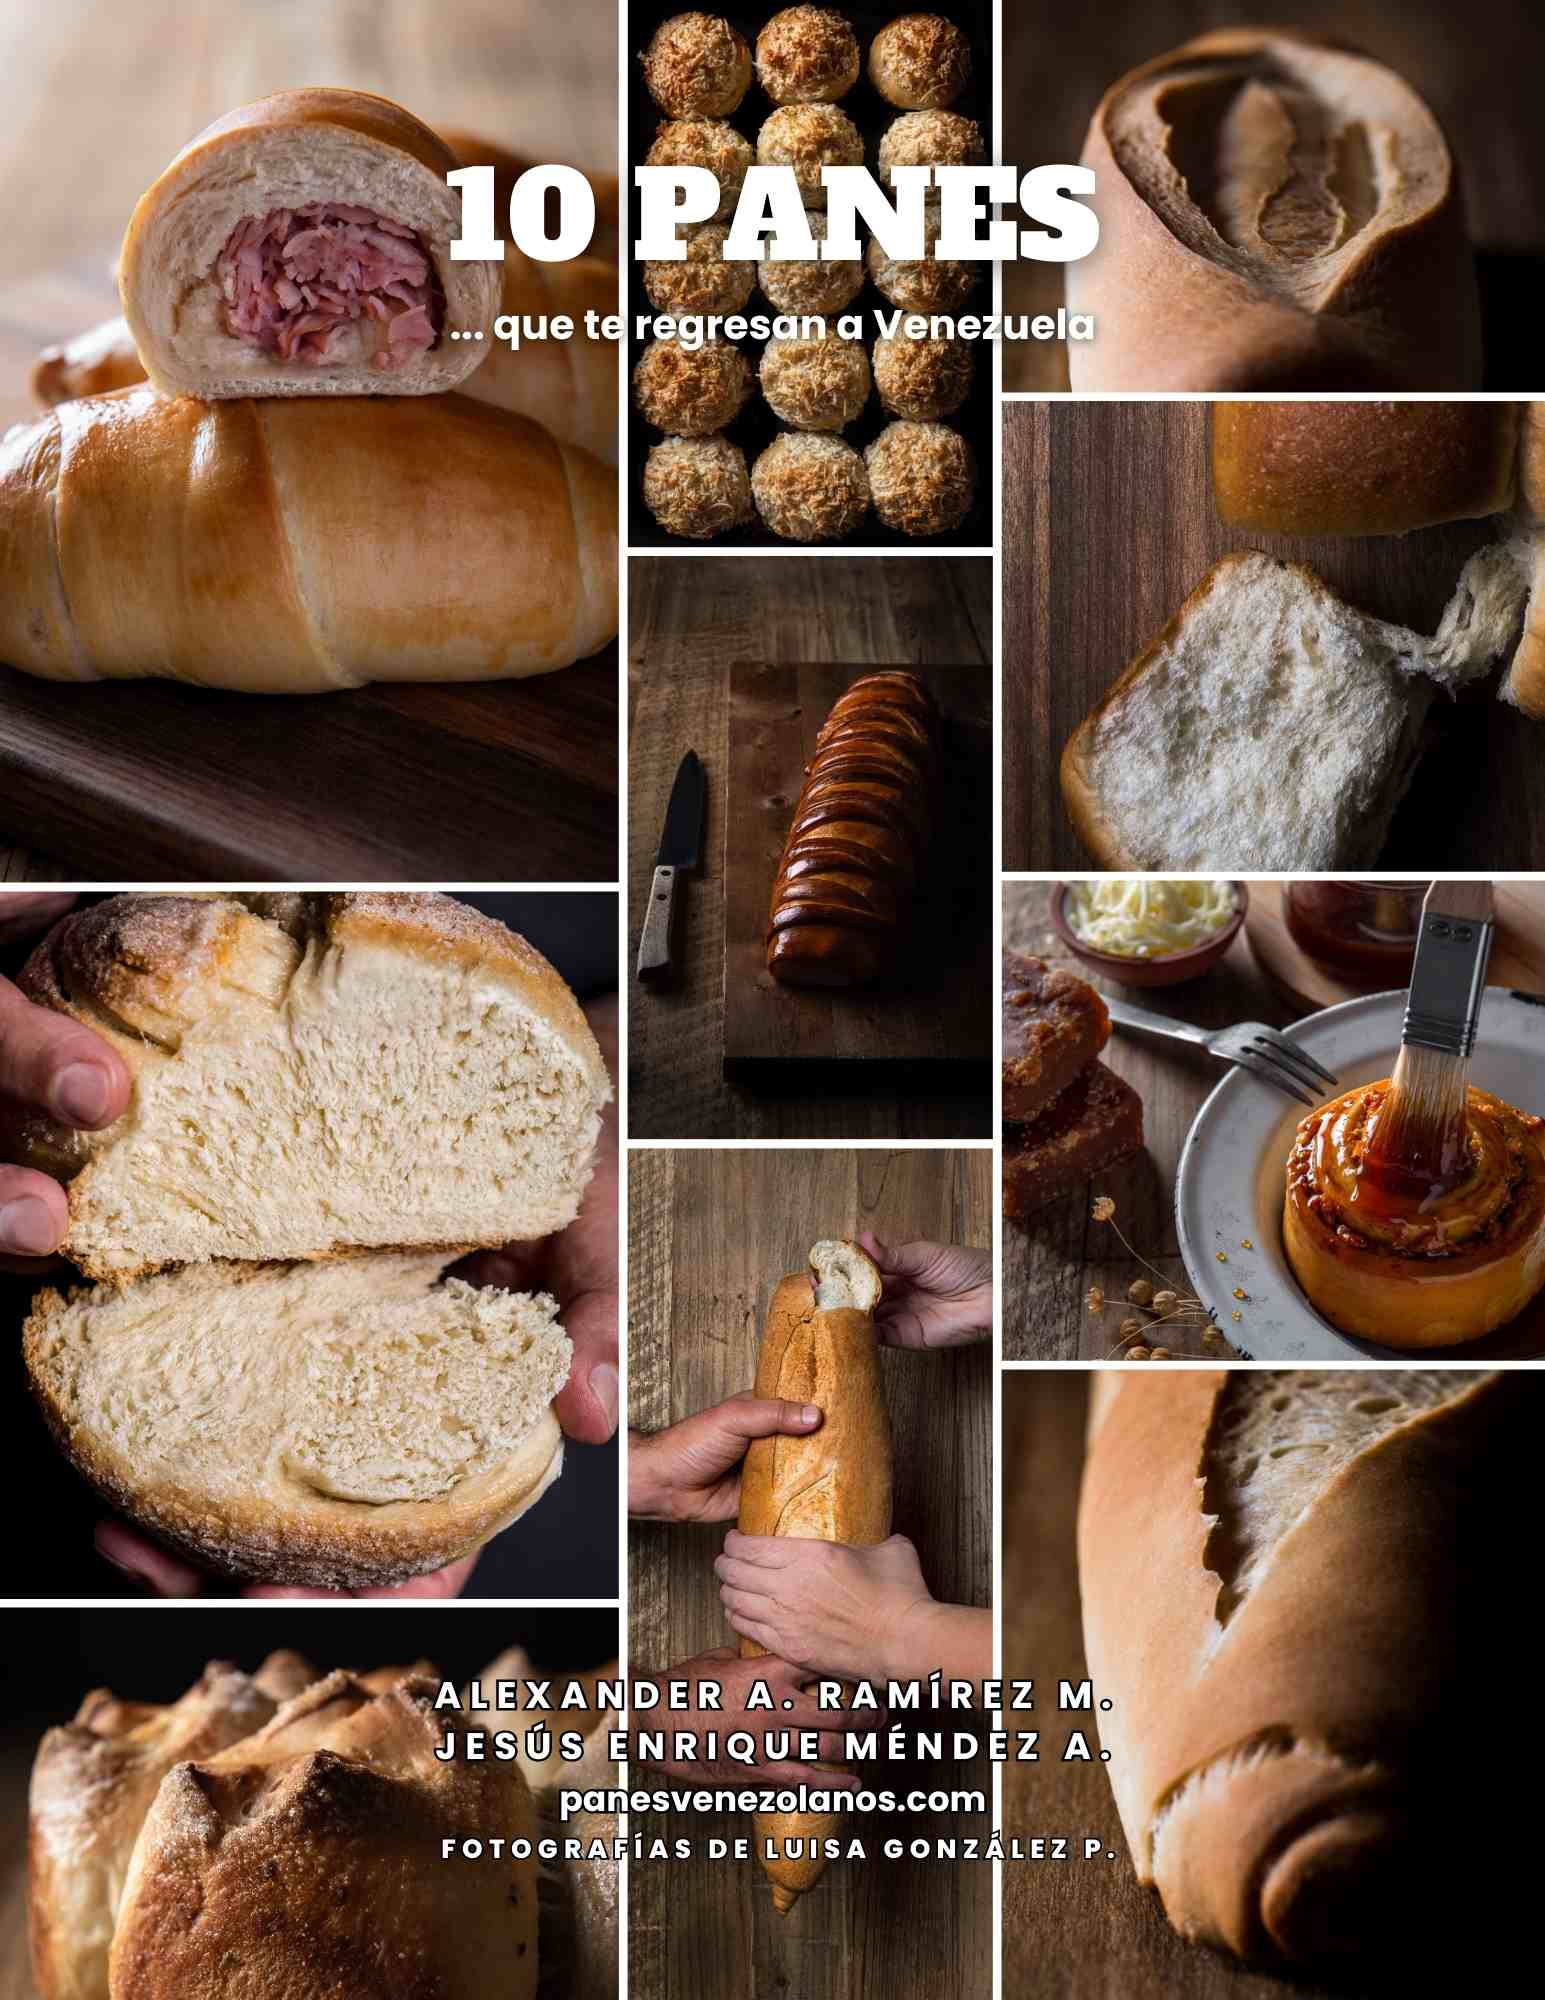 10 PANES
... que te regresan a Venezuela
ALEXANDER A. RAMÍREZ M.
JESÚS ENRIQUE MÉNDEZ A.
panesvenezolanos.com
FOTOGRAFÍAS DE LUISA GONZÁLEZ P.